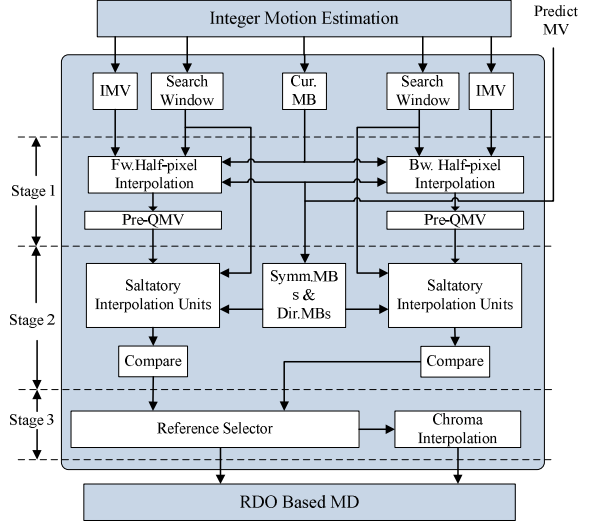 Integer Motion Estimation
Predict
MV
IMV
Search
Window
Cur.
MB
Search
Window
IMV
Stage 1
Fw.Half-pixel
Interpolation
Bw. Half-pixel
Interpolation
Pre-QMV
Pre-QMV
Stage 2
Saltatory
Interpolation Units
Symm.MB
s &
Dir.MBs
Saltatory
Interpolation Units
Compare
Compare
Stage 3
Reference Selector
Chroma
Interpolation
RDO Based MD